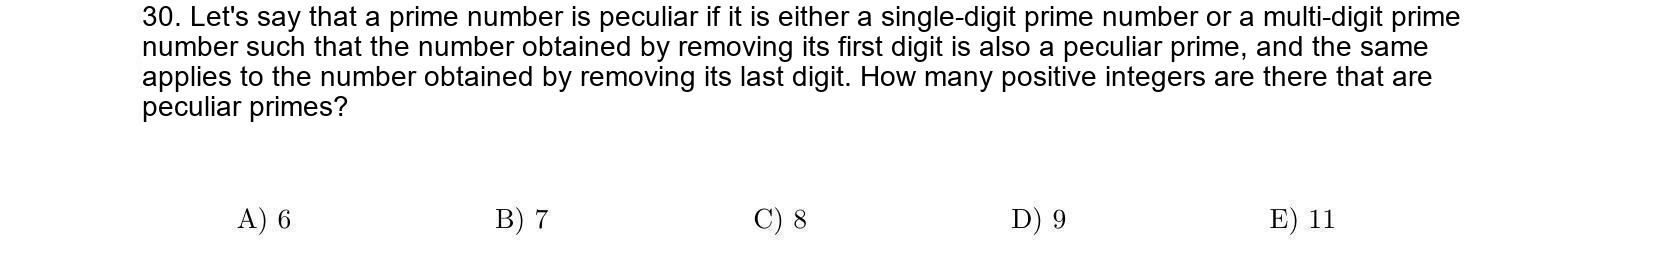 30. Let's say that a prime number is peculiar if it is either a single-digit prime number or a multi-digit prime
number such that the number obtained by removing its first digit is also a peculiar prime, and the same
applies to the number obtained by removing its last digit. How many positive integers are there that are
peculiar primes?
A) 6 B) 7 C) 8 D) 9 E) 11